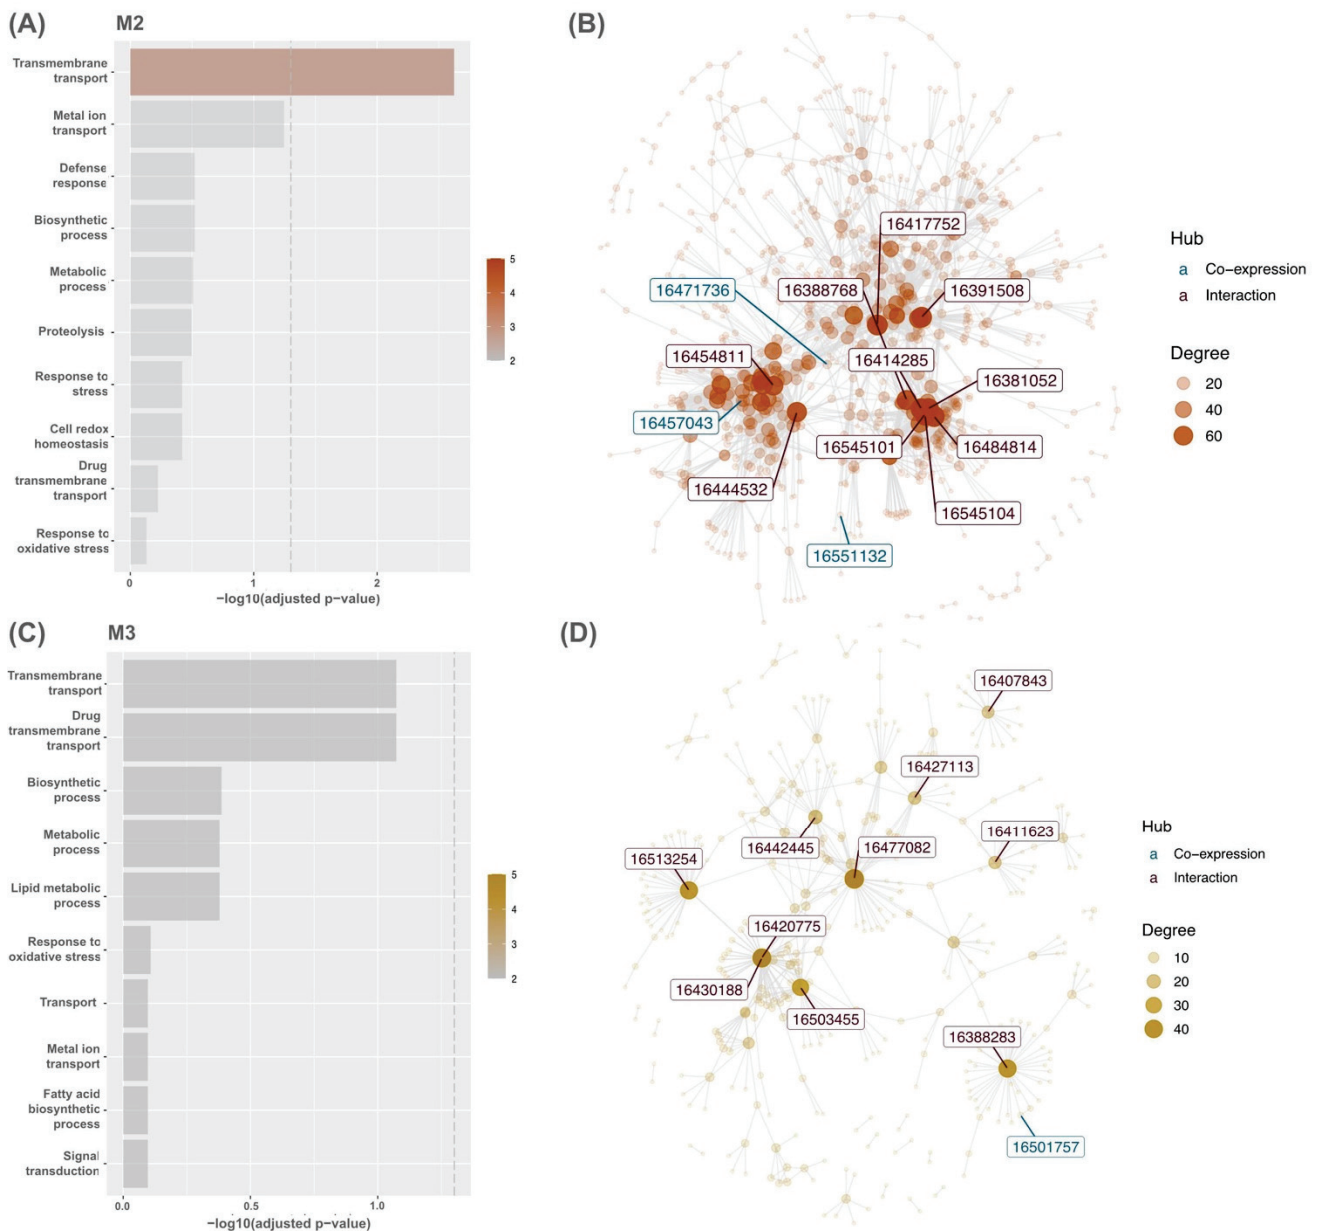 (A)
M2
Transmembrane
transport
Metal ion
transport
Defense
response
Biosynthetic
process
Metabolic
process
Proteolysis
Response to
stress
Cell redox
homeostasis
Drug
transmembrane
transport
Response to
oxidative stress
0
1
2
−log10(adjusted p−value)
5
4
3
2
(B)
16417752
16471736
16388768
16391508
16454811
16414285
16381052
16457043
16545101
16484814
16444532
16545104
16551132
Hub
a Co−expression
a Interaction
Degree
20
40
60
(C)
M3
Transmembrane
transport
Drug
transmembrane
transport
Biosynthetic
process
Metabolic
process
Lipid metabolic
process
Response to
oxidative stress
Transport
Metal ion
transport
Fatty acid
biosynthetic
process
Signal
transduction
0.0
0.5
1.0
−log10(adjusted p−value)
5
4
3
2
(D)
16407843
16427113
16411623
16442445
16477082
16513254
16420775
16430188
16503455
16388283
16501757
Hub
a Co−expression
a Interaction
Degree
10
20
30
40